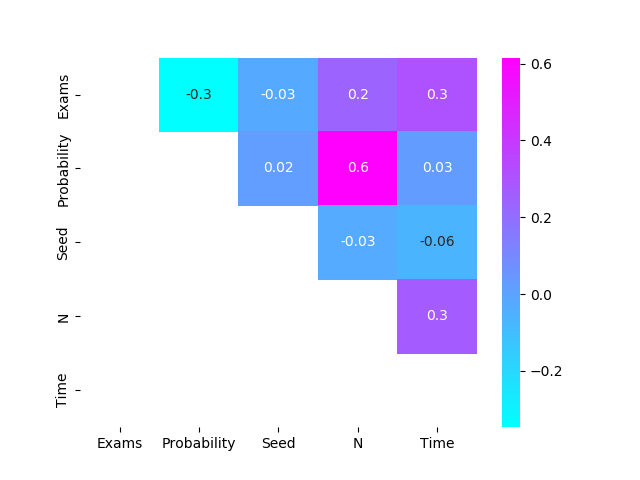 Exams
-0.3 -0.03 0.2 0.3
Probability
0.02 0.6 0.03
Seed
-0.03 -0.06
N
0.3
Time
Exams Probability Seed N Time
0.6
0.4
0.2
0.0
−0.2